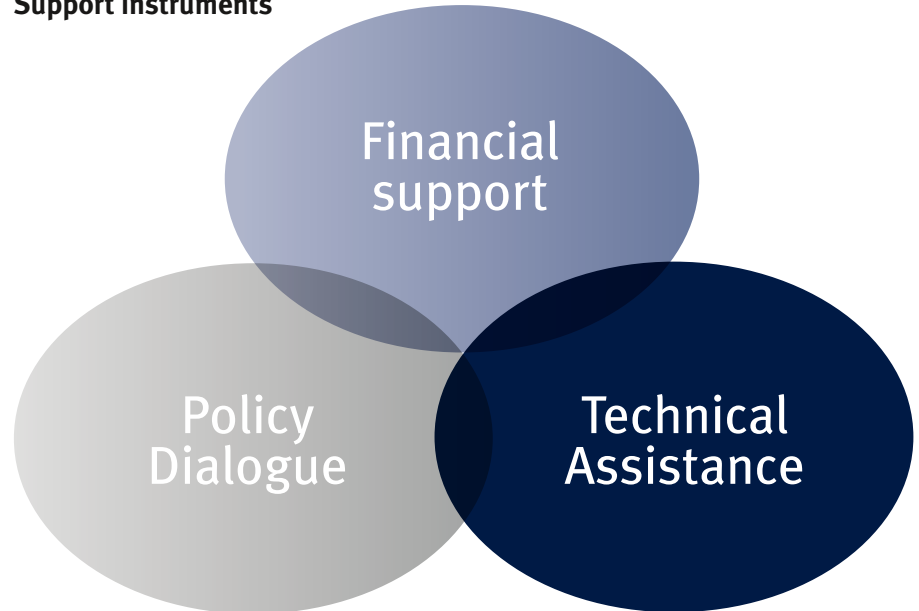 Support Instruments
Financial
support
Policy
Dialogue
Technical
Assistance